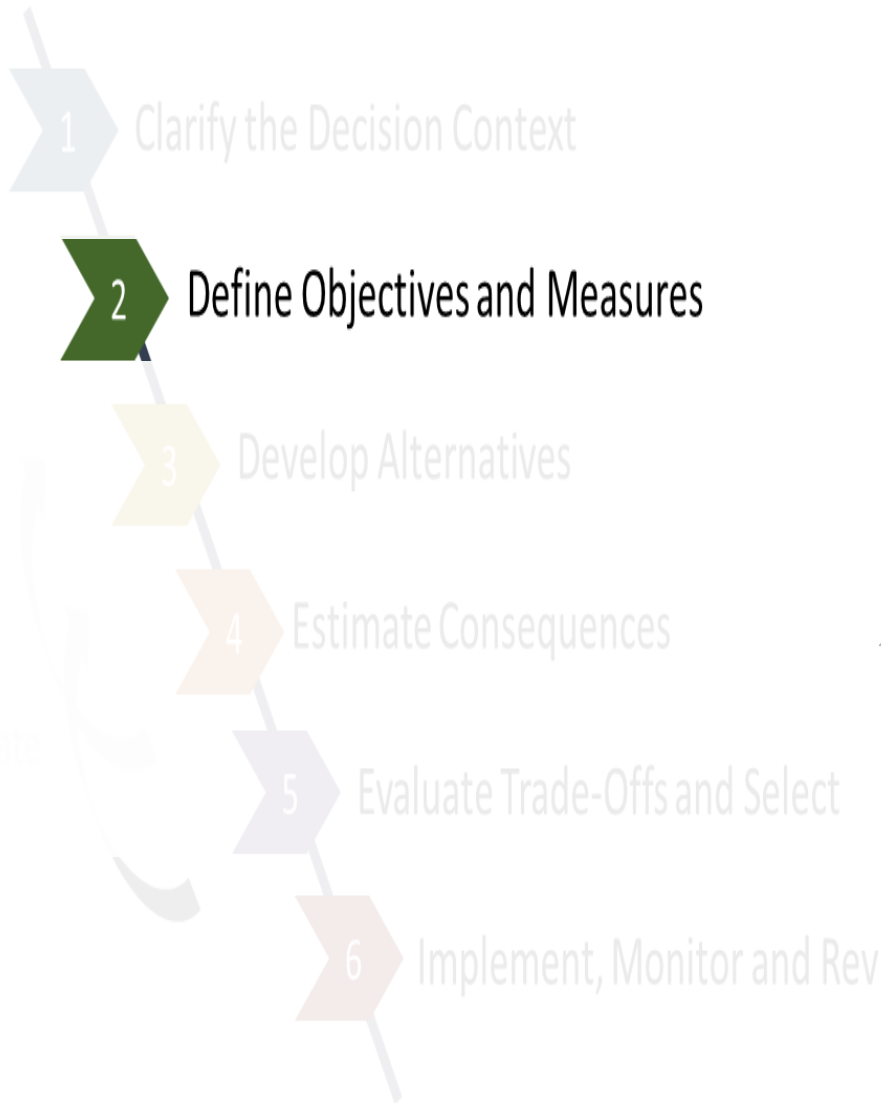 1 Clarify the Decision Context
2 Define Objectives and Measures
3 Develop Alternatives
4 Estimate Consequences
5 Evaluate Trade-Offs and Select
6 Implement, Monitor and Rev